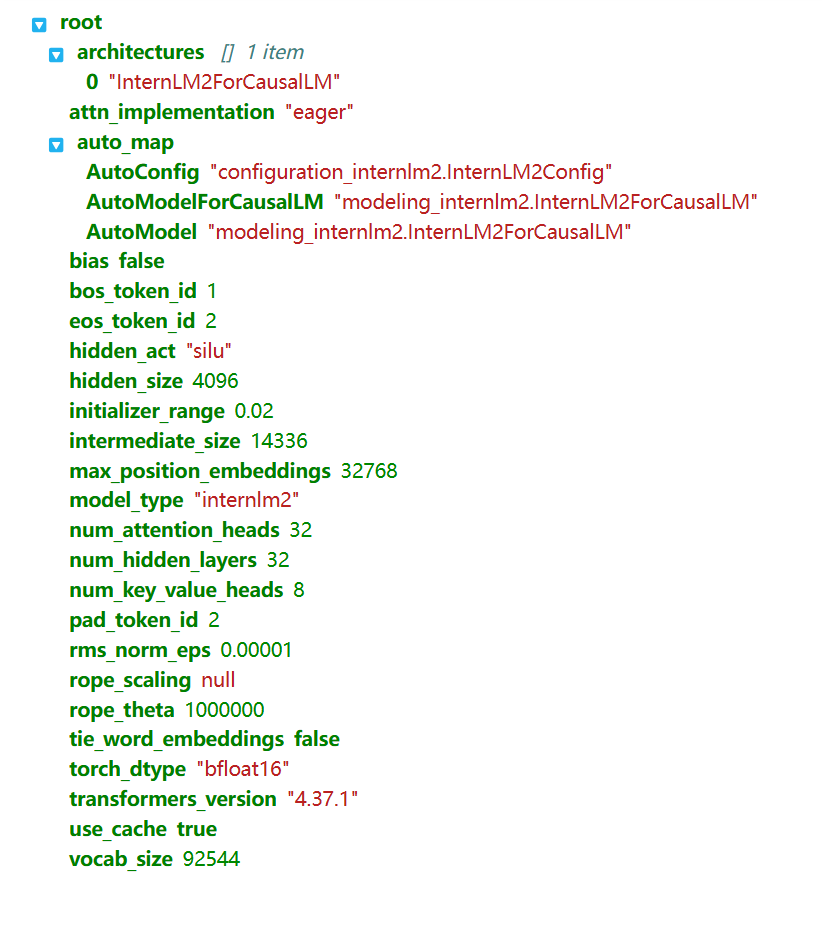 root
architectures [] 1 item
0 "InternLM2ForCausalLM"
attn_implementation "eager"
auto_map
AutoConfig "configuration_internlm2.InternLM2Config"
AutoModelForCausalLM "modeling_internlm2.InternLM2ForCausalLM"
AutoModel "modeling_internlm2.InternLM2ForCausalLM"
bias false
bos_token_id 1
eos_token_id 2
hidden_act "silu"
hidden_size 4096
initializer_range 0.02
intermediate_size 14336
max_position_embeddings 32768
model_type "internlm2"
num_attention_heads 32
num_hidden_layers 32
num_key_value_heads 8
pad_token_id 2
rms_norm_eps 0.00001
rope_scaling null
rope_theta 1000000
tie_word_embeddings false
torch_dtype "bfloat16"
transformers_version "4.37.1"
use_cache true
vocab_size 92544